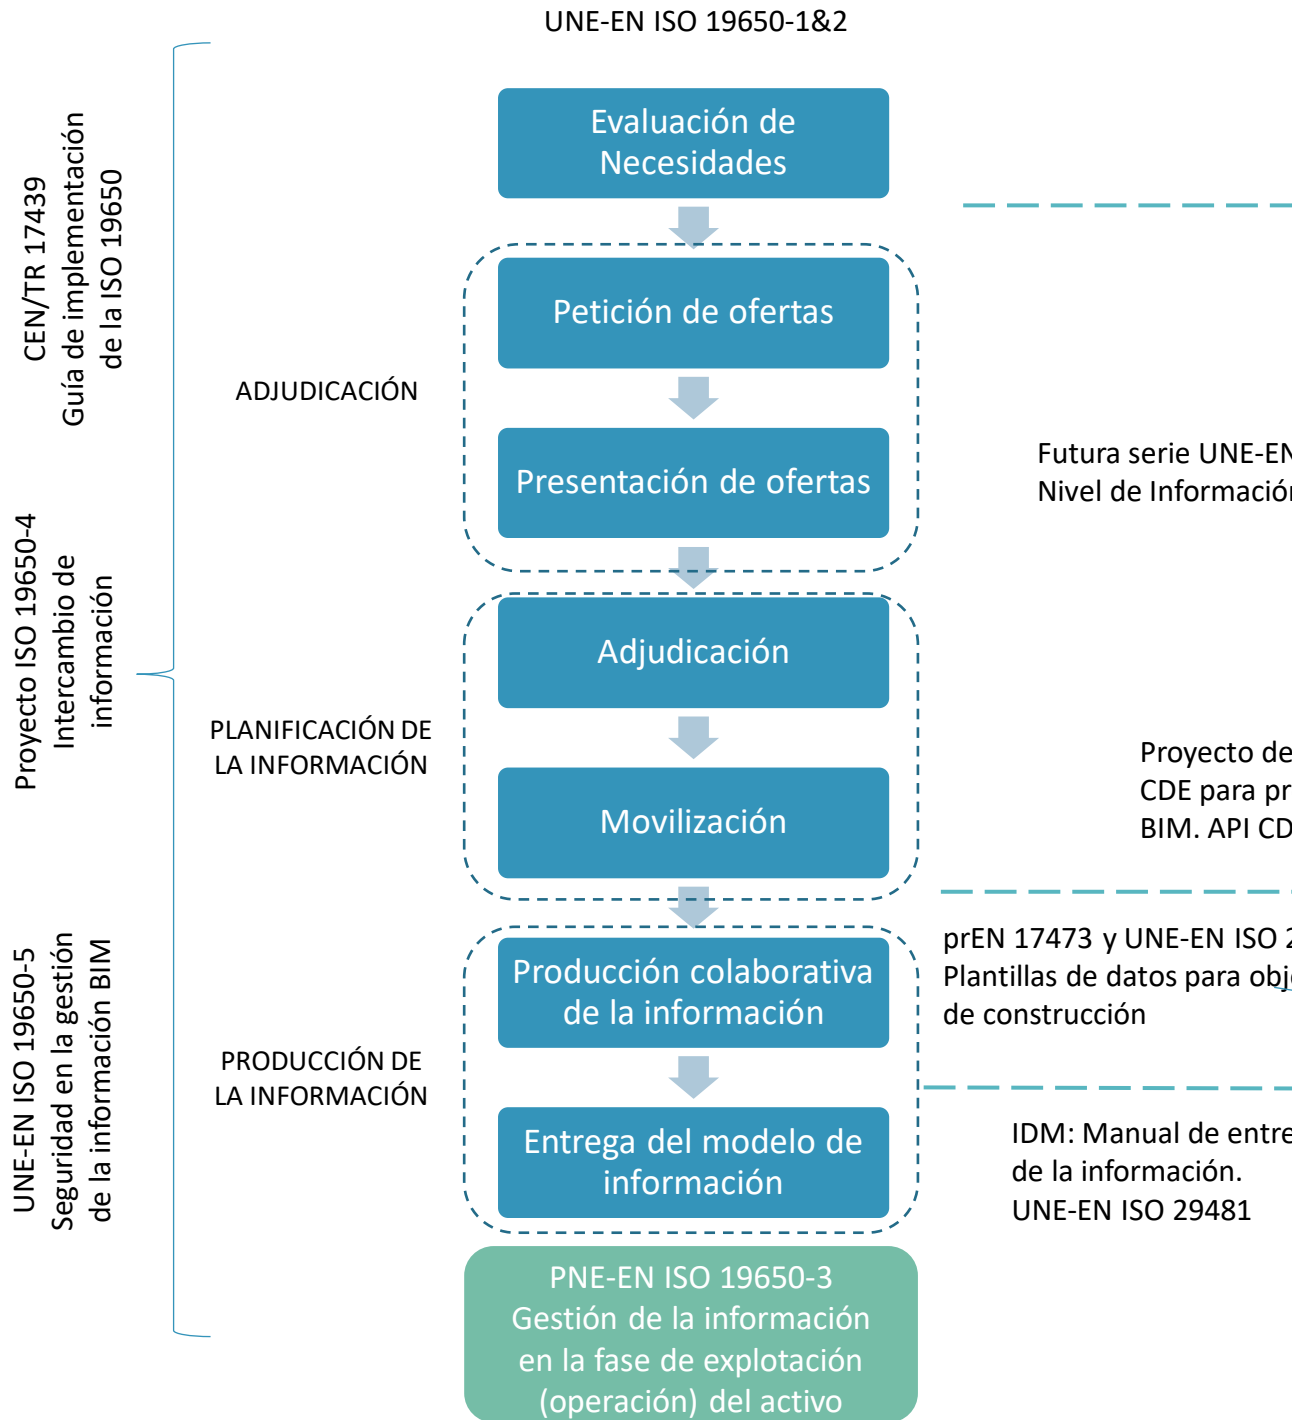 UNE-EN ISO 19650-1&2
CEN/TR 17439
Guía de implementación
de la ISO 19650
Proyecto ISO 19650-4
Intercambio de
información
UNE-EN ISO 19650-5
Seguridad en la gestión
de la información BIM
ADJUDICACIÓN
PLANIFICACIÓN DE
LA INFORMACIÓN
PRODUCCIÓN DE
LA INFORMACIÓN
Evaluación de
Necesidades
Petición de ofertas
Presentación de ofertas
Adjudicación
Movilización
Producción colaborativa
de la información
Entrega del modelo de
información
PNE-EN ISO 19650-3
Gestión de la información
en la fase de explotación
(operación) del activo
Futura serie UNE-EN
Nivel de Información
Proyecto de
CDE para pr
BIM. API CD
prEN 17473 y UNE-EN ISO 2
Plantillas de datos para obje
de construcción
IDM: Manual de entre
de la información.
UNE-EN ISO 29481